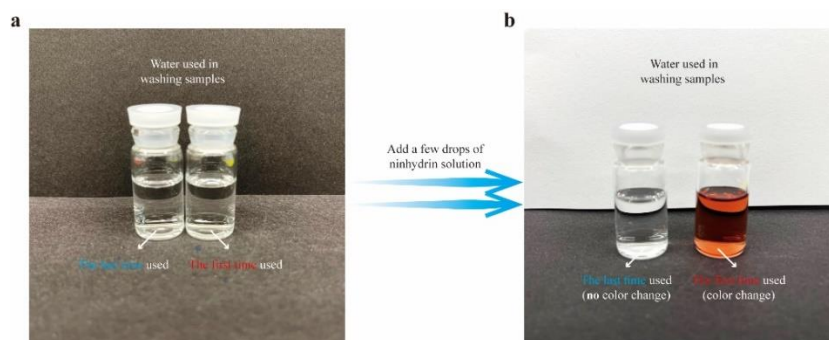 a
Water used in
washing samples
The last time used
The first time used
Add a few drops of
ninhydrin solution
b
Water used in
washing samples
The last time used
(no color change)
The first time used
(color change)